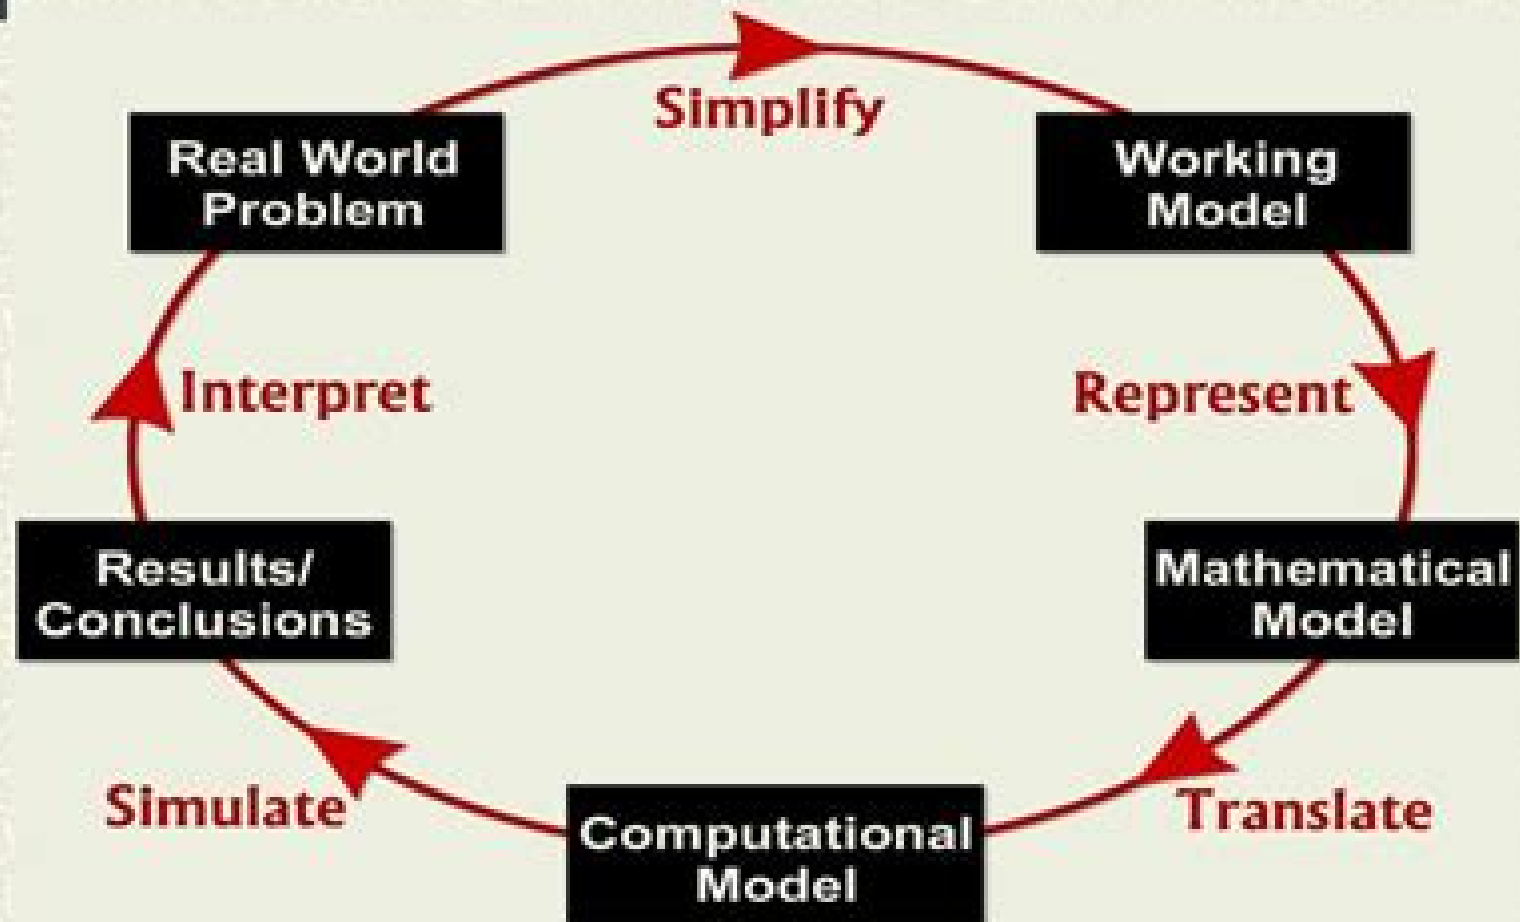 Simplify
Real World
Problem
Working
Model
Interpret
Represent
Results/
Conclusions
Mathematical
Model
Simulate
Translate
Computational
Model